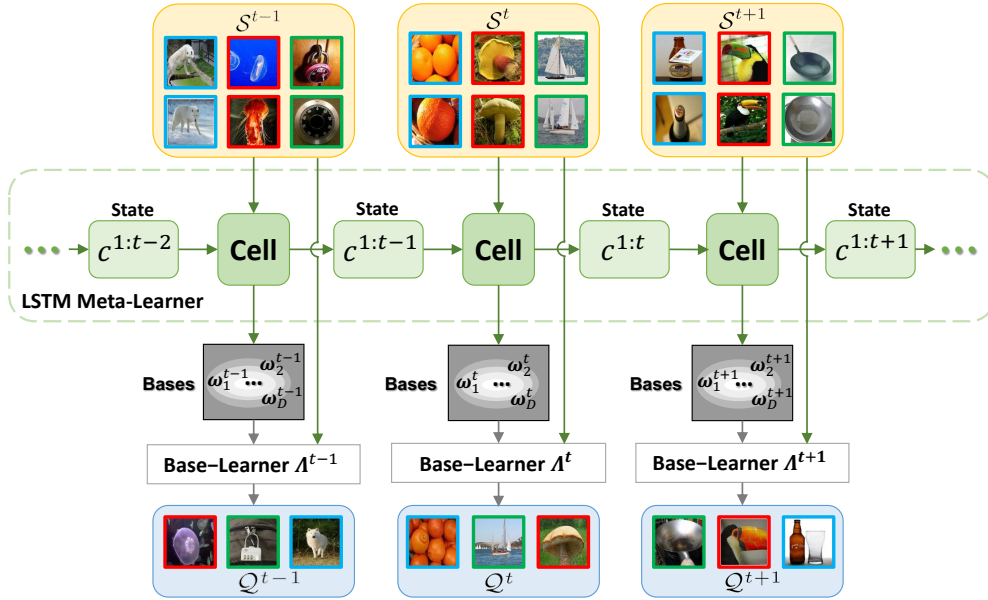 𝒮^{t−1} 𝒮^{t} 𝒮^{t+1}
State State State
c^{1:t−2} Cell c^{1:t−1} Cell c^{1:t} Cell c^{1:t+1}
LSTM Meta-Learner
Bases ω_1^{t−1} ... ω_2^{t−1} ω_D^{t−1}
Bases ω_1^{t} ... ω_2^{t} ω_D^{t}
Bases ω_1^{t+1} ... ω_2^{t+1} ω_D^{t+1}
Base−Learner Λ^{t−1} Base−Learner Λ^{t} Base−Learner Λ^{t+1}
𝒬^{t−1} 𝒬^{t} 𝒬^{t+1}